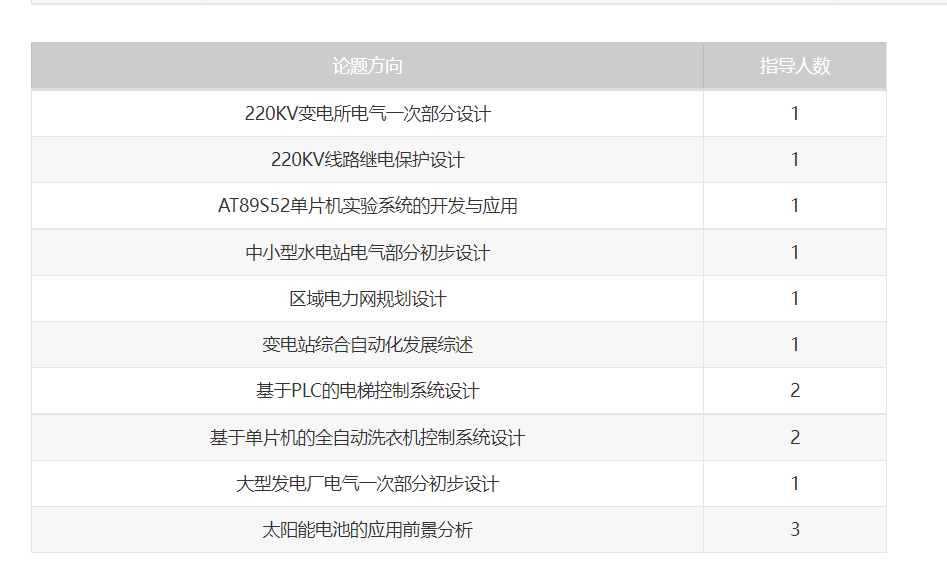 论题方向 指导人数
220KV变电所电气一次部分设计 1
220KV线路继电保护设计 1
AT89S52单片机实验系统的开发与应用 1
中小型水电站电气部分初步设计 1
区域电力网规划设计 1
变电站综合自动化发展综述 1
基于PLC的电梯控制系统设计 2
基于单片机的全自动洗衣机控制系统设计 2
大型发电厂电气一次部分初步设计 1
太阳能电池的应用前景分析 3